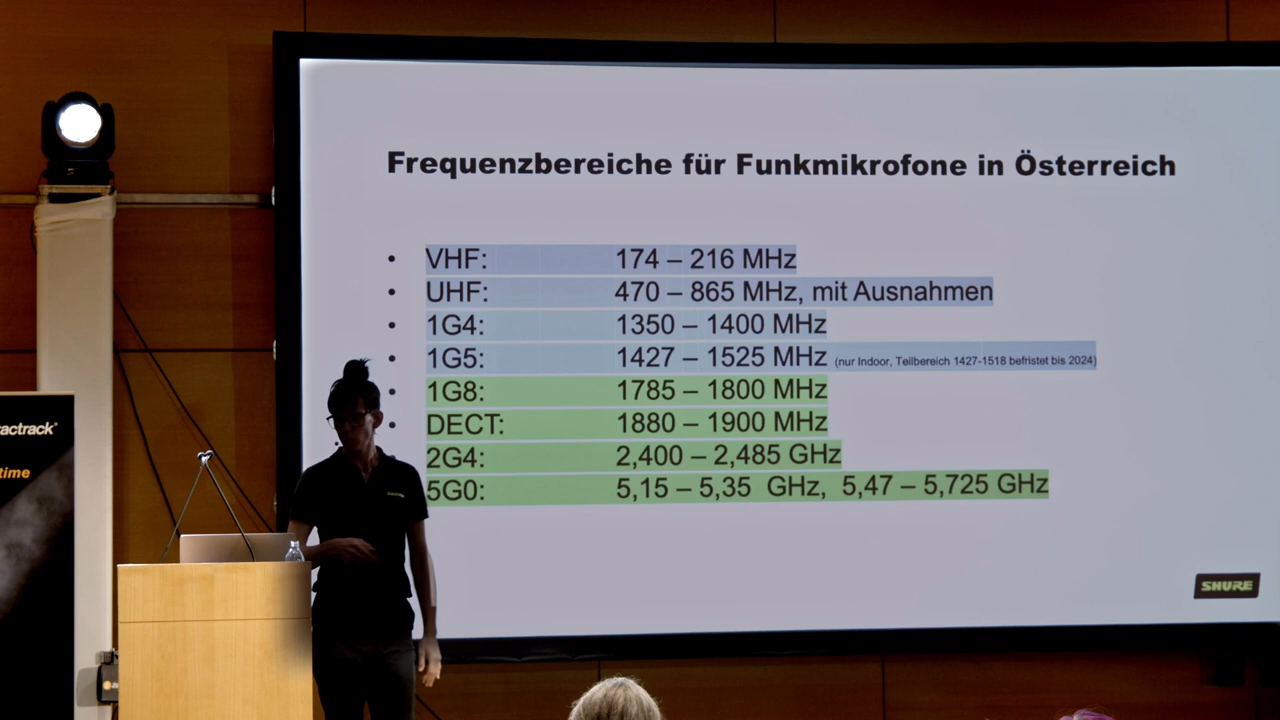 Frequenzbereiche für Funkmikrofone in Österreich
• VHF: 174 – 216 MHz
• UHF: 470 – 865 MHz, mit Ausnahmen
• 1G4: 1350 – 1400 MHz
• 1G5: 1427 – 1525 MHz (nur Indoor, Teilbereich 1427-1518 befristet bis 2024)
• 1G8: 1785 – 1800 MHz
• DECT: 1880 – 1900 MHz
2G4: 2,400 – 2,485 GHz
5G0: 5,15 – 5,35 GHz, 5,47 – 5,725 GHz
SHURE
actrack®
time